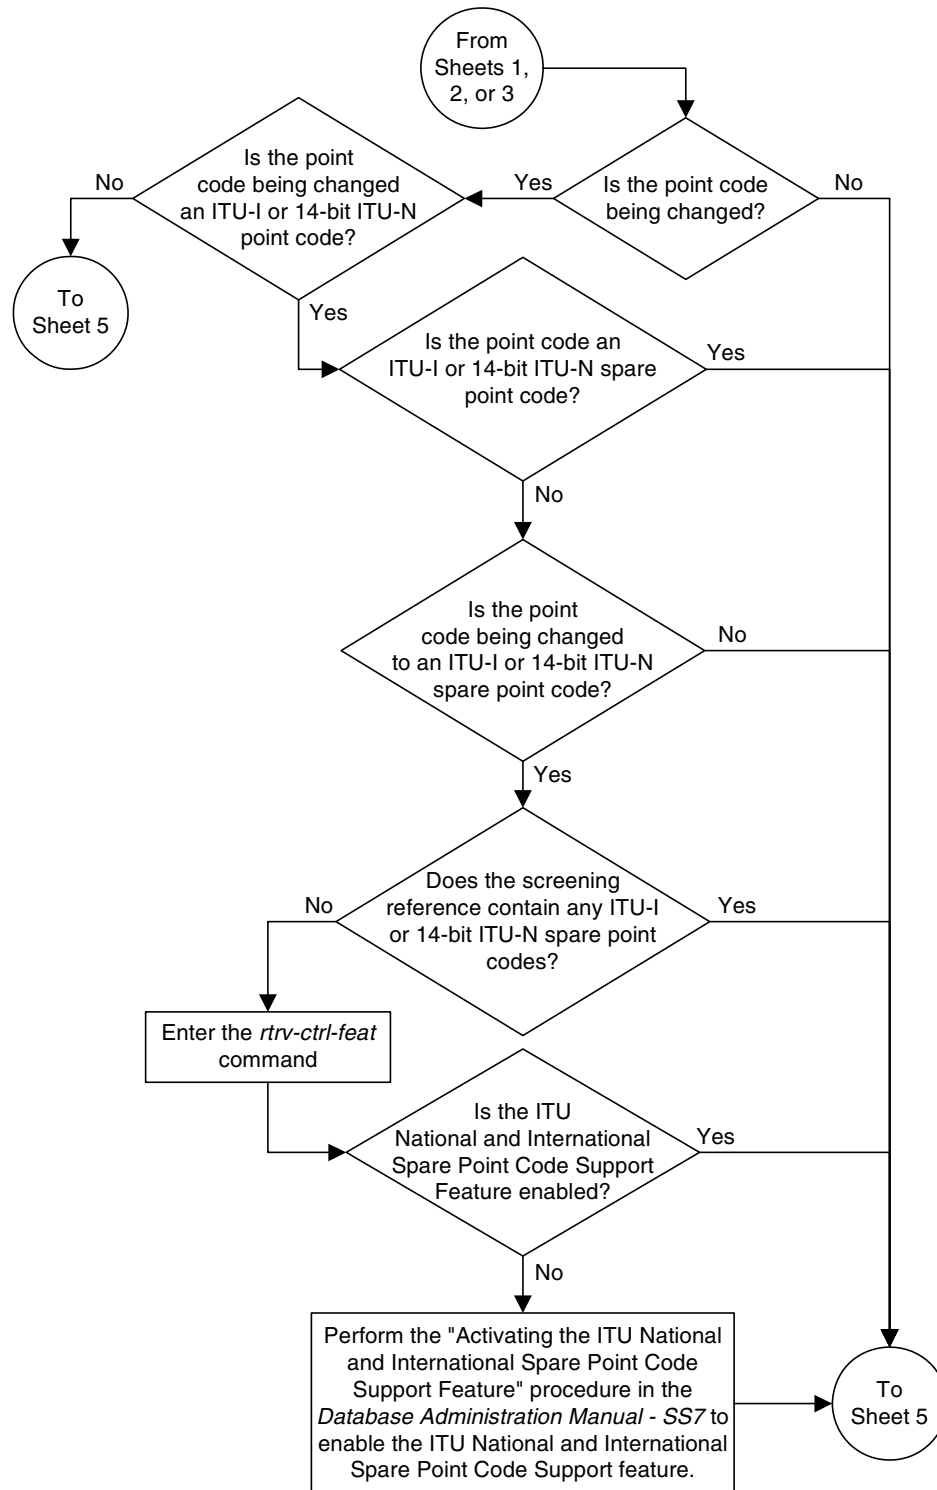 From
Sheets 1,
2, or 3
Is the point code
being changed?
Yes
No
Is the point
code being changed
an ITU-I or 14-bit ITU-N
point code?
No
Yes
To
Sheet 5
Is the point code an
ITU-I or 14-bit ITU-N spare
point code?
Yes
No
Is the point
code being changed
to an ITU-I or 14-bit ITU-N
spare point code?
No
Yes
Does the screening
reference contain any ITU-I
or 14-bit ITU-N spare point
codes?
No
Yes
Enter the rtrv-ctrl-feat
command
Is the ITU
National and International
Spare Point Code Support
Feature enabled?
Yes
No
Perform the "Activating the ITU National
and International Spare Point Code
Support Feature" procedure in the
Database Administration Manual - SS7 to
enable the ITU National and International
Spare Point Code Support feature.
To
Sheet 5